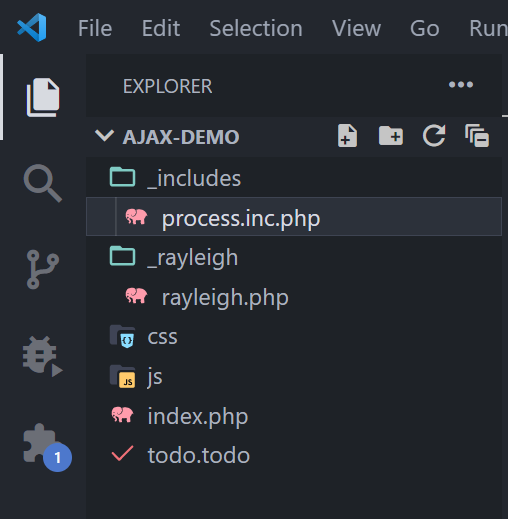 File Edit Selection View Go Run
EXPLORER
AJAX-DEMO
_includes
process.inc.php
_rayleigh
rayleigh.php
css
js
JS
index.php
todo.todo
1